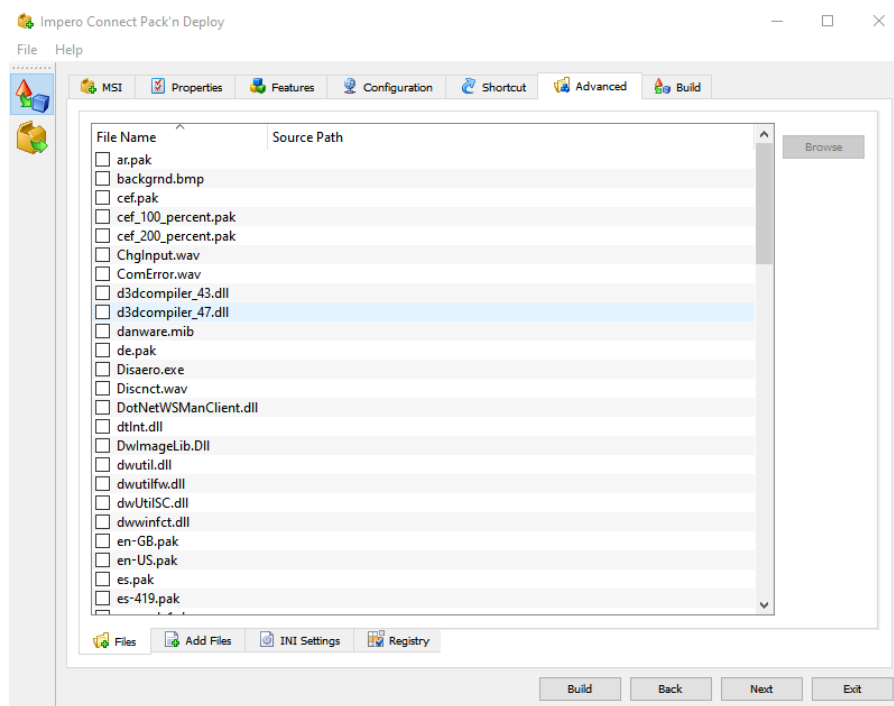 Impero Connect Pack'n Deploy
File Help
MSI Properties Features Configuration Shortcut Advanced Build
File Name Source Path
Browse
ar.pak
backgrnd.bmp
cef.pak
cef_100_percent.pak
cef_200_percent.pak
ChgInput.wav
ComError.wav
d3dcompiler_43.dll
d3dcompiler_47.dll
danware.mib
de.pak
Disaero.exe
Discnct.wav
DotNetWSManClient.dll
dtlnt.dll
DwImageLib.Dll
dwutil.dll
dwutilfw.dll
dwUtilSC.dll
dwwinfct.dll
en-GB.pak
en-US.pak
es.pak
es-419.pak
Files Add Files INI Settings Registry
Build Back Next Exit